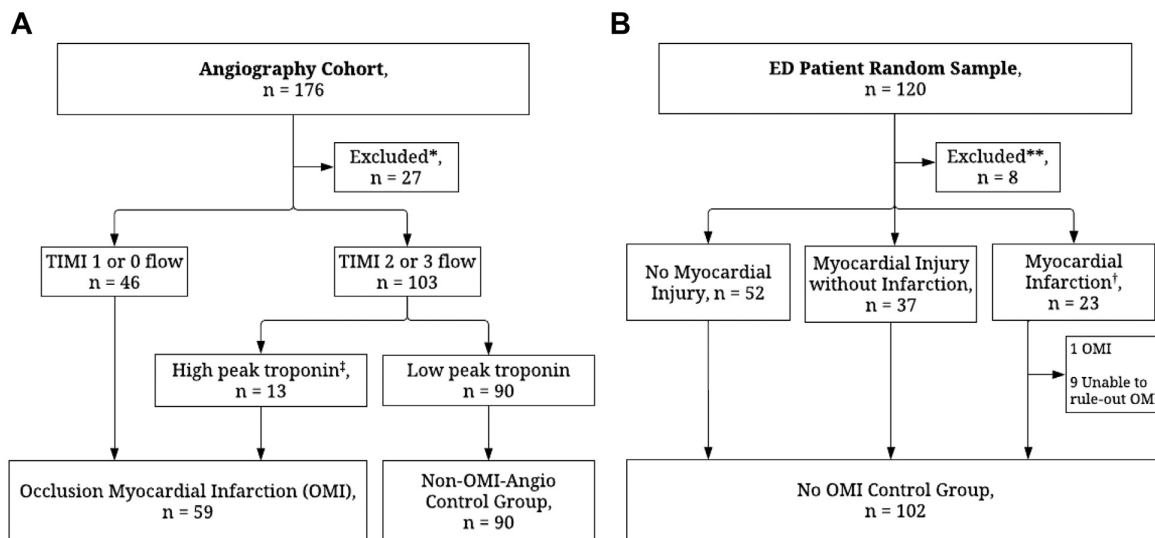 A
Angiography Cohort,
n = 176
Excluded*,
n = 27
TIMI 1 or 0 flow
n = 46
TIMI 2 or 3 flow
n = 103
High peak troponin‡,
n = 13
Low peak troponin
n = 90
Occlusion Myocardial Infarction (OMI),
n = 59
Non-OMI-Angio
Control Group,
n = 90
B
ED Patient Random Sample,
n = 120
Excluded**,
n = 8
No Myocardial
Injury, n = 52
Myocardial Injury
without Infarction,
n = 37
Myocardial
Infarction†,
n = 23
1 OMI
9 Unable to
rule-out OMI
No OMI Control Group,
n = 102